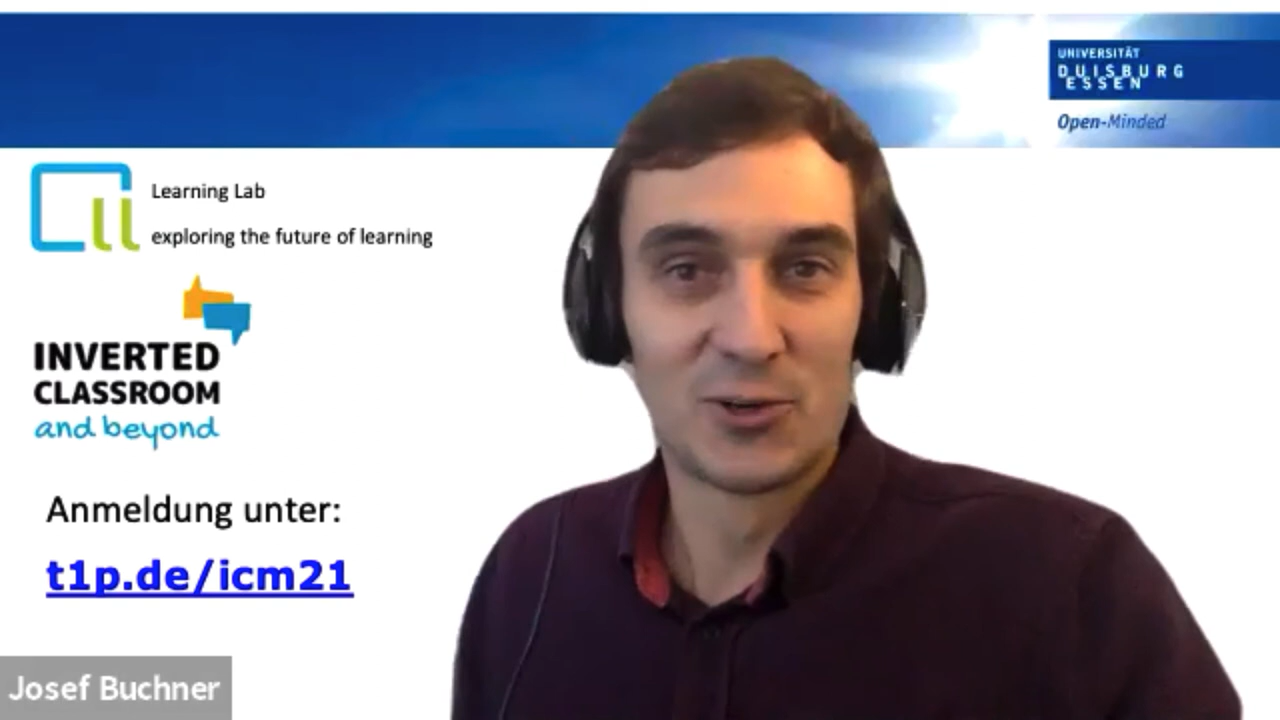 UNIVERSITÄT
DUISBURG
ESSEN
Open-Minded
Learning Lab
exploring the future of learning
INVERTED
CLASSROOM
and beyond
Anmeldung unter:
t1p.de/icm21
Josef Buchner